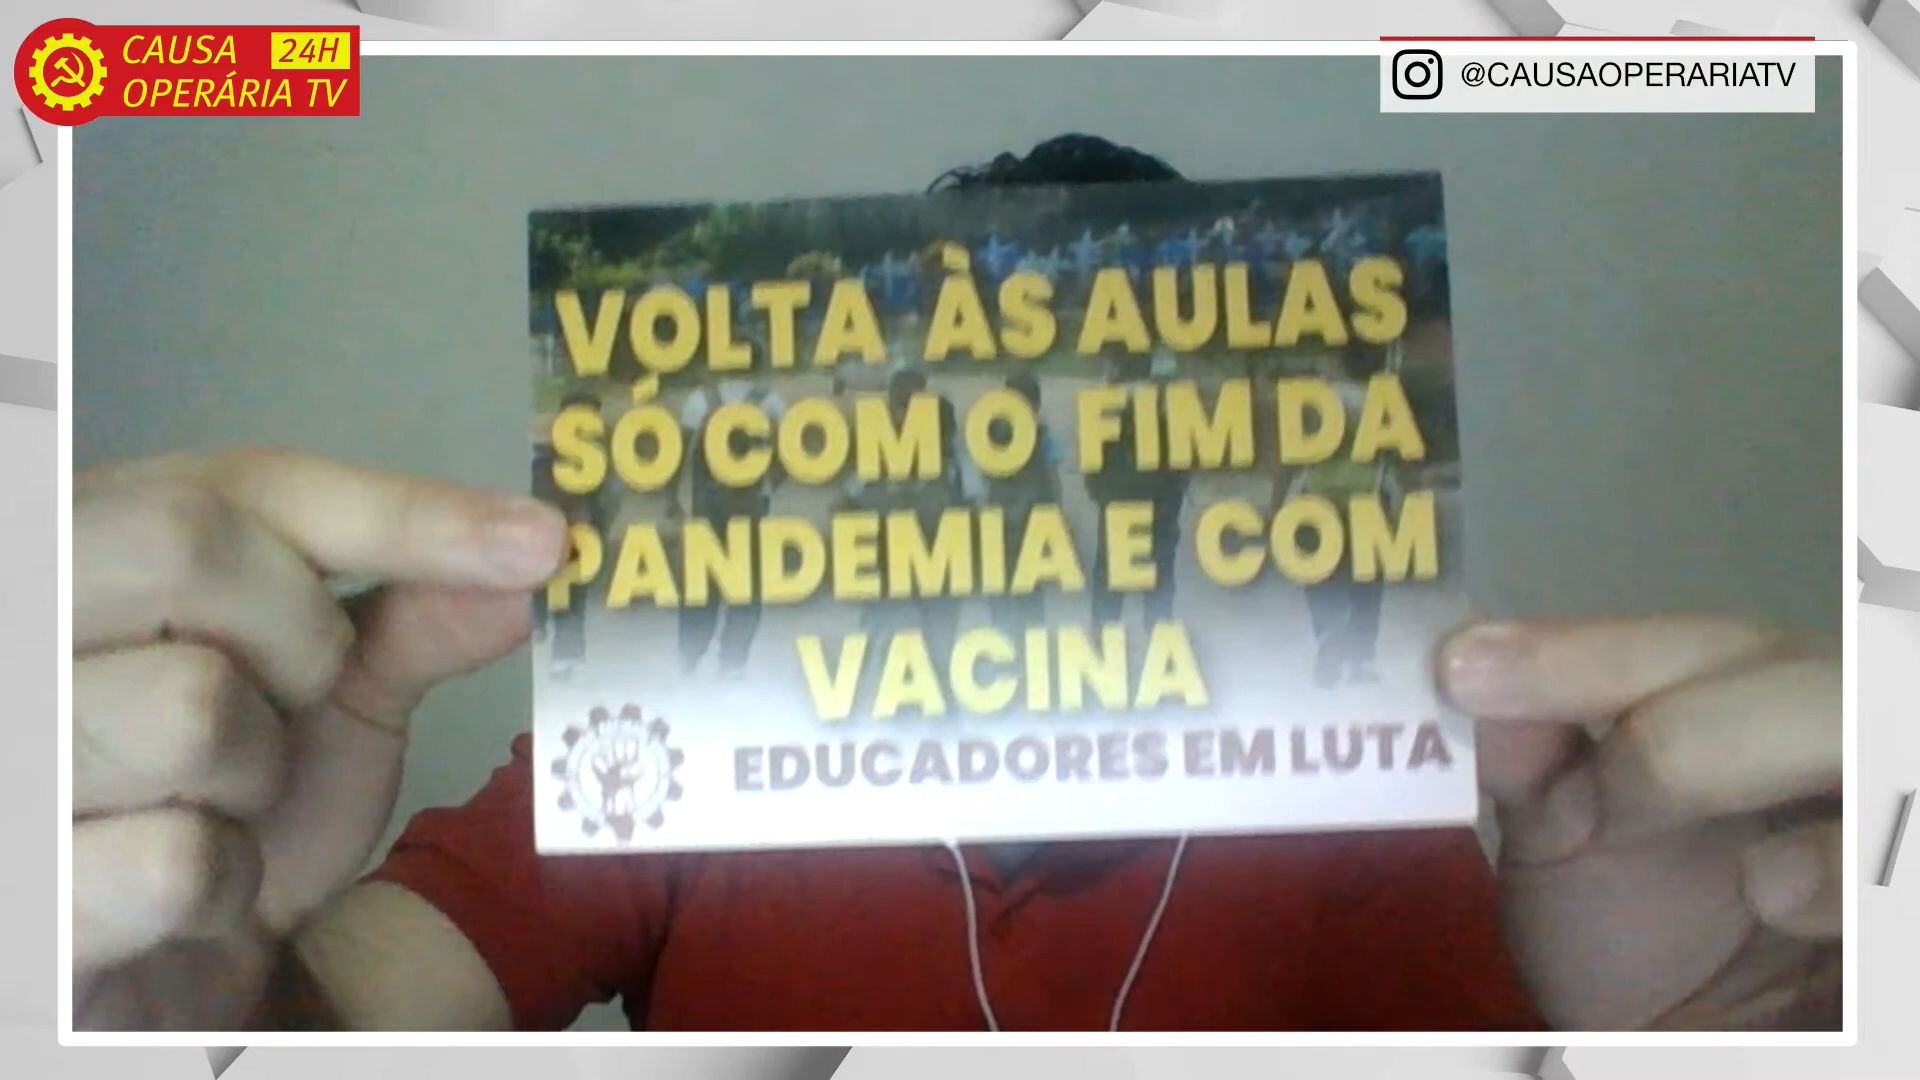 CAUSA 24H
OPERÁRIA TV
@CAUSAOPERARIATV
VOLTA ÀS AULAS
SÓ COM O FIM DA
PANDEMIA E COM
VACINA
EDUCADORES EM LUTA